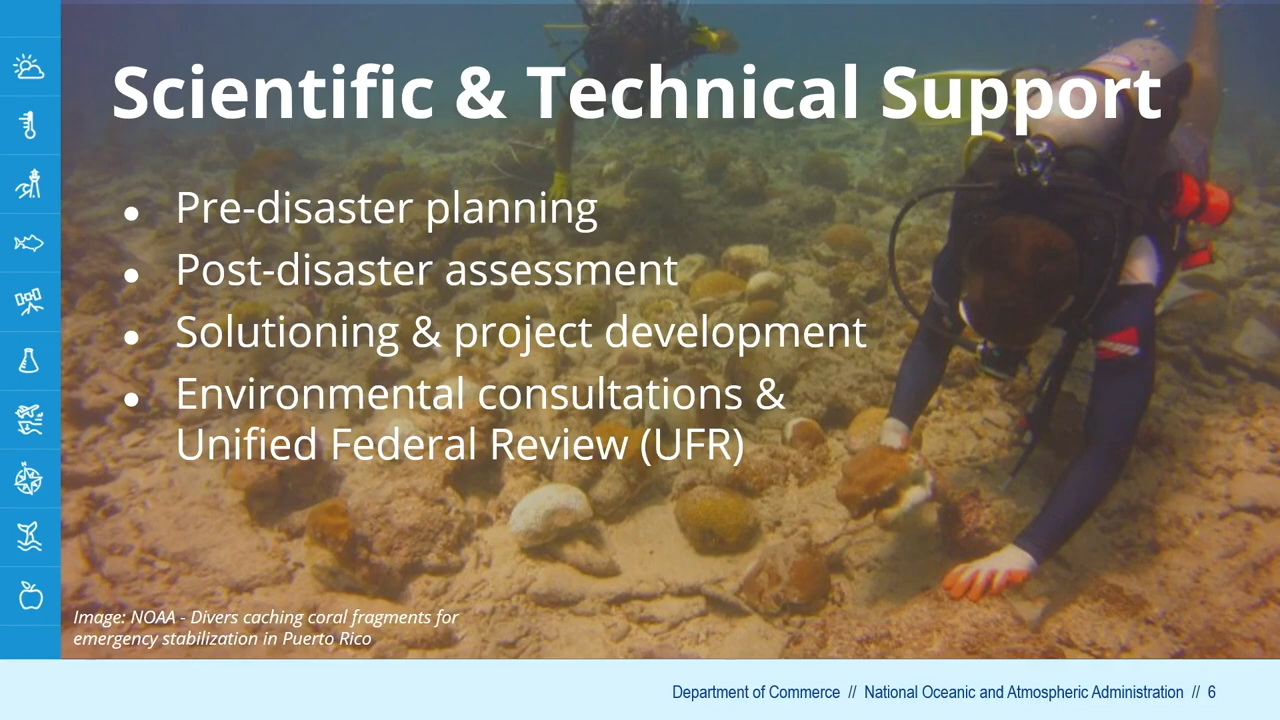 Scientific & Technical Support
● Pre-disaster planning
● Post-disaster assessment
● Solutioning & project development
● Environmental consultations &
Unified Federal Review (UFR)
Image: NOAA - Divers caching coral fragments for
emergency stabilization in Puerto Rico
Department of Commerce // National Oceanic and Atmospheric Administration // 6